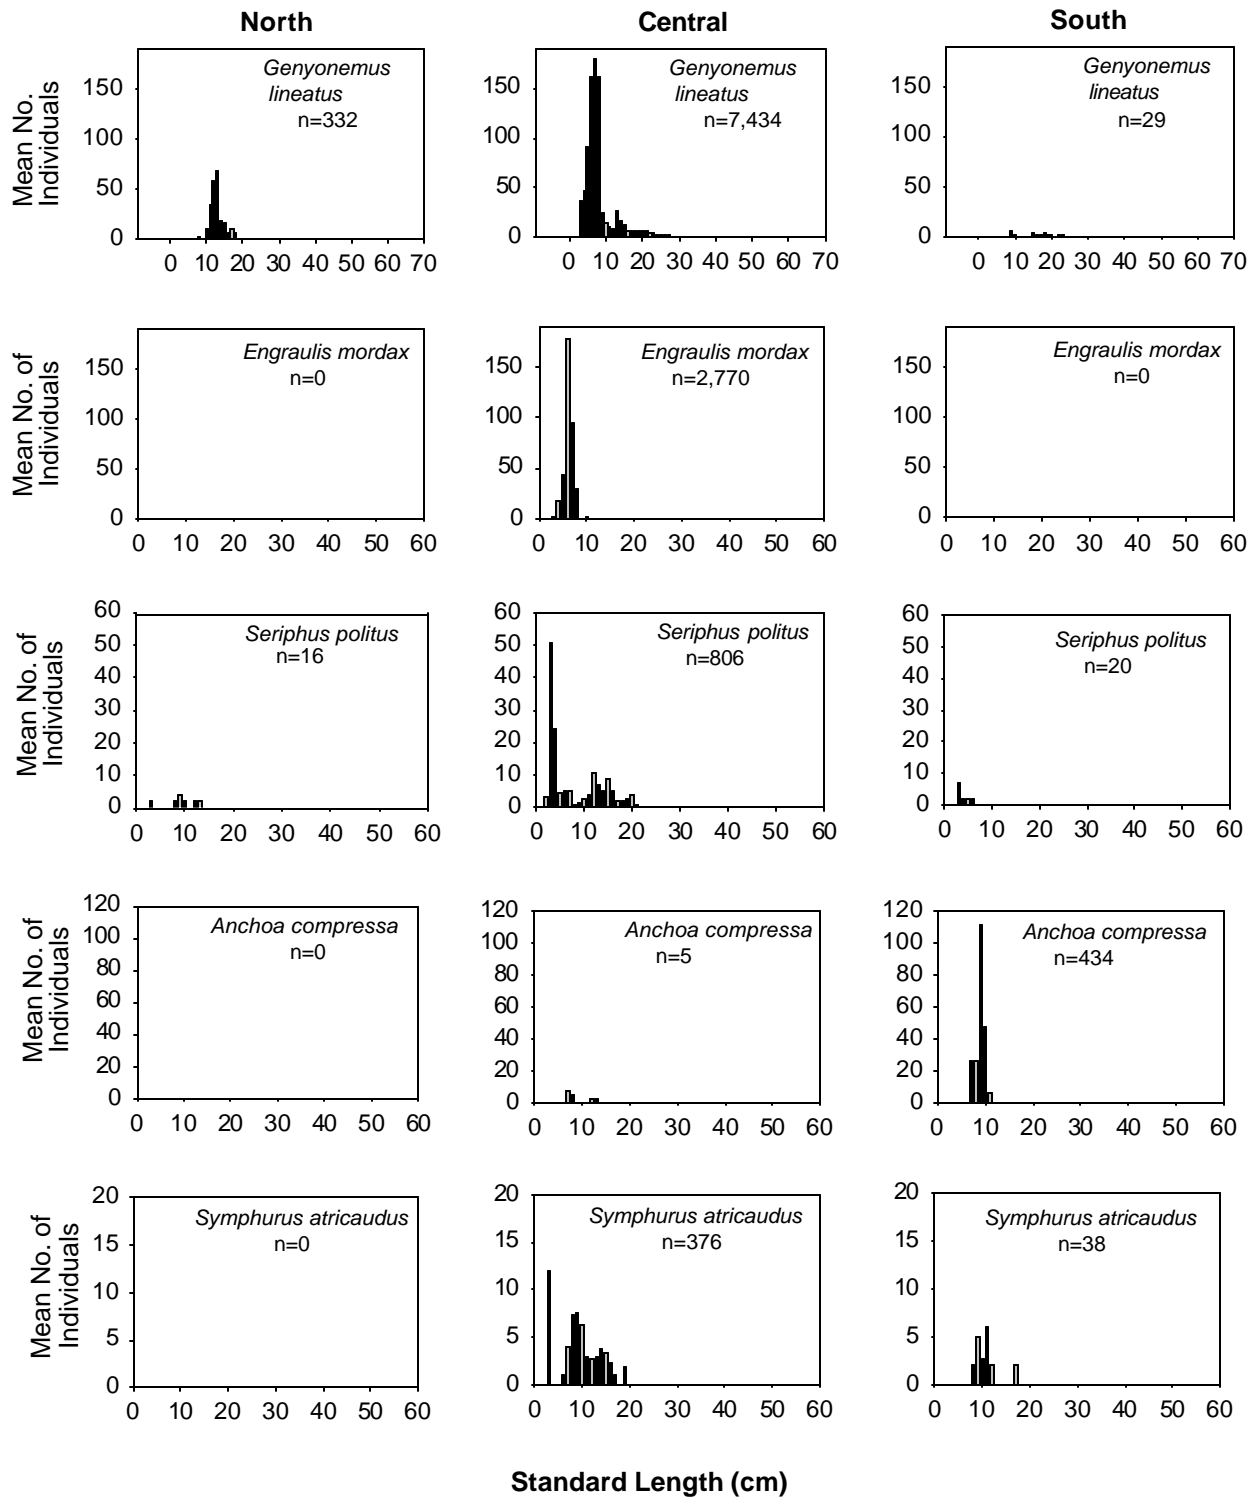 North Central South
Mean No.
Individuals
150
100
50
0
Genyonemus
lineatus
n=332
0 10 20 30 40 50 60 70
150
100
50
0
Genyonemus
lineatus
n=7,434
0 10 20 30 40 50 60 70
150
100
50
0
Genyonemus
lineatus
n=29
0 10 20 30 40 50 60 70
Mean No. of
Individuals
150
100
50
0
Engraulis mordax
n=0
0 10 20 30 40 50 60
150
100
50
0
Engraulis mordax
n=2,770
0 10 20 30 40 50 60
150
100
50
0
Engraulis mordax
n=0
0 10 20 30 40 50 60
Mean No. of
Individuals
60
50
40
30
20
10
0
Seriphus politus
n=16
0 10 20 30 40 50 60
60
50
40
30
20
10
0
Seriphus politus
n=806
0 10 20 30 40 50 60
60
50
40
30
20
10
0
Seriphus politus
n=20
0 10 20 30 40 50 60
Mean No. of
Individuals
120
100
80
60
40
20
0
Anchoa compressa
n=0
0 10 20 30 40 50 60
120
100
80
60
40
20
0
Anchoa compressa
n=5
0 10 20 30 40 50 60
120
100
80
60
40
20
0
Anchoa compressa
n=434
0 10 20 30 40 50 60
Mean No. of
Individuals
20
15
10
5
0
Symphurus atricaudus
n=0
0 10 20 30 40 50 60
20
15
10
5
0
Symphurus atricaudus
n=376
0 10 20 30 40 50 60
20
15
10
5
0
Symphurus atricaudus
n=38
0 10 20 30 40 50 60
Standard Length (cm)